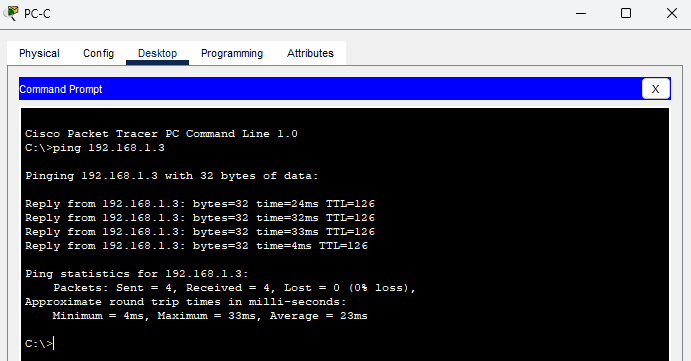 PC-C
Physical Config Desktop Programming Attributes
Command Prompt X
Cisco Packet Tracer PC Command Line 1.0
C:\>ping 192.168.1.3
Pinging 192.168.1.3 with 32 bytes of data:
Reply from 192.168.1.3: bytes=32 time=24ms TTL=126
Reply from 192.168.1.3: bytes=32 time=32ms TTL=126
Reply from 192.168.1.3: bytes=32 time=33ms TTL=126
Reply from 192.168.1.3: bytes=32 time=4ms TTL=126
Ping statistics for 192.168.1.3:
Packets: Sent = 4, Received = 4, Lost = 0 (0% loss),
Approximate round trip times in milli-seconds:
Minimum = 4ms, Maximum = 33ms, Average = 23ms
C:\>